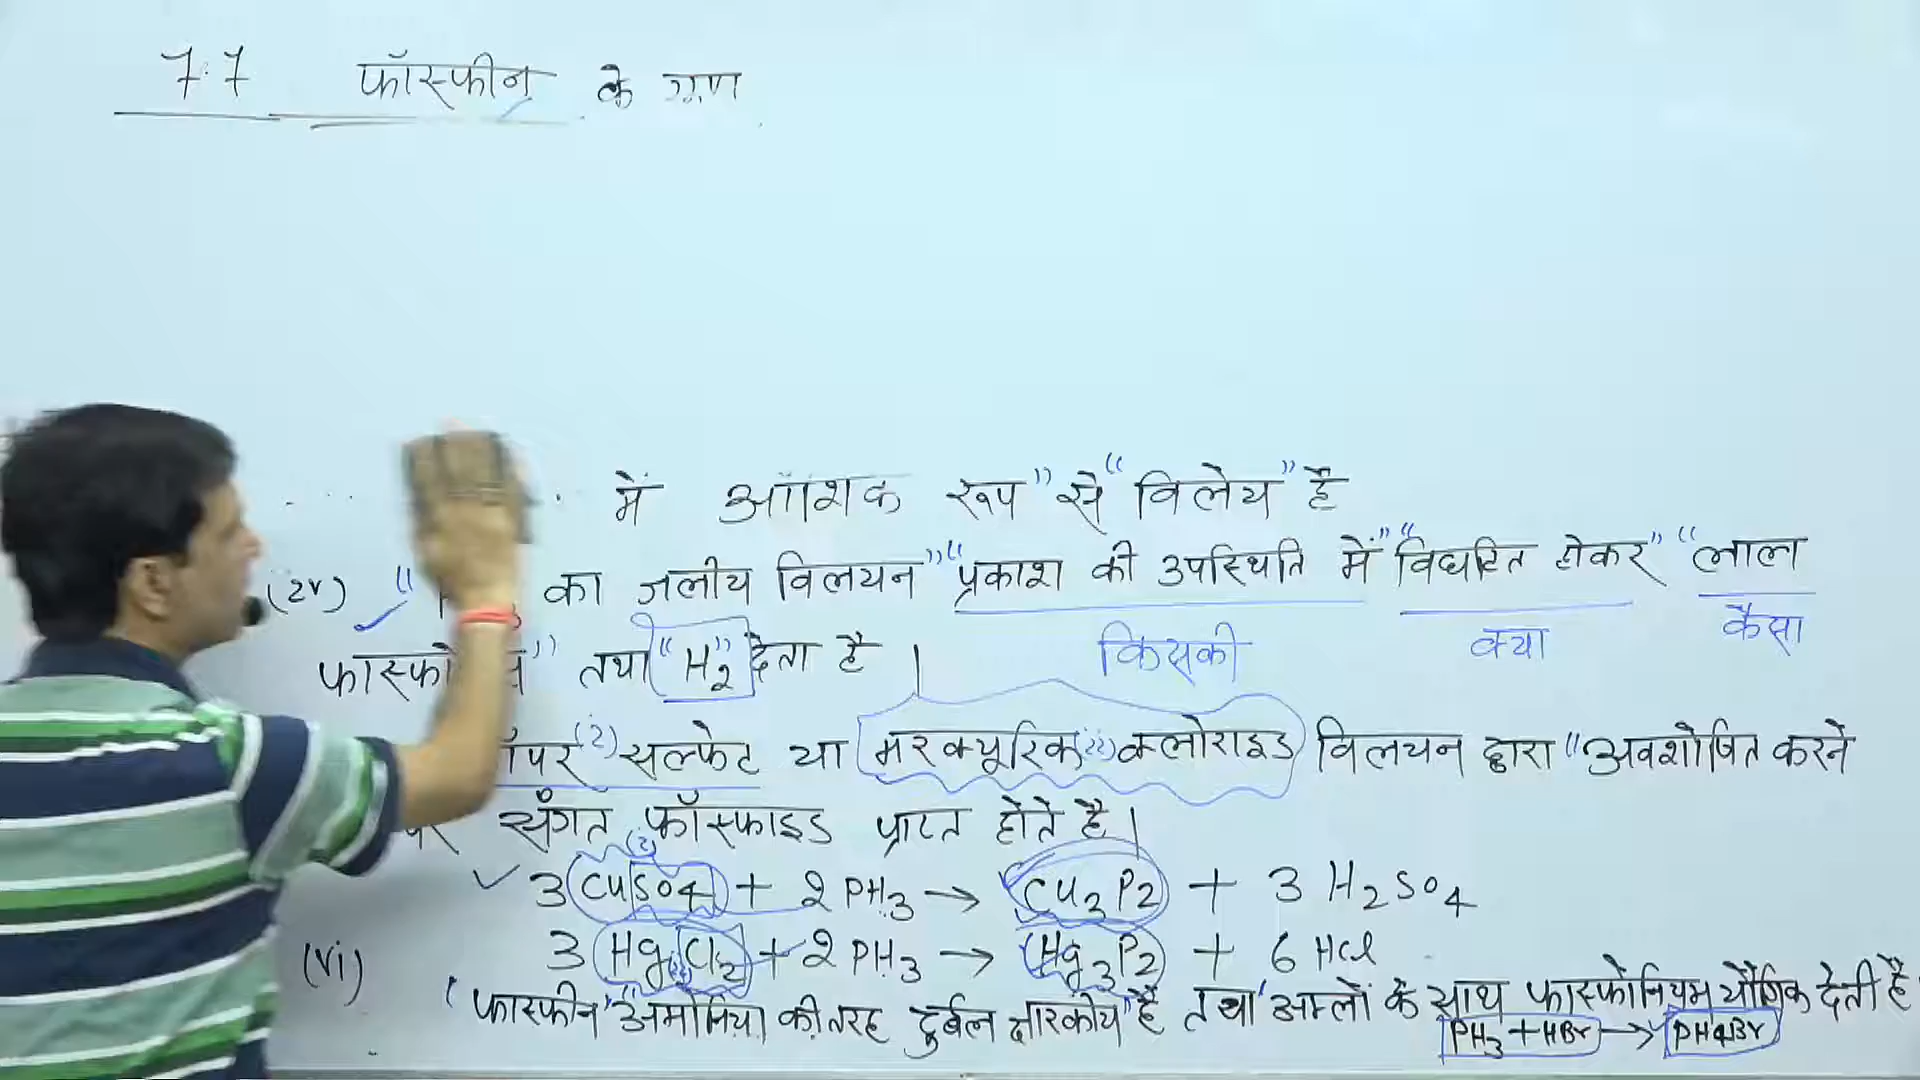 7.7 फॉस्फीन के गुण
में आंशिक रूप" से "विलेय" है
(iv) " का जलीय विलयन" "प्रकाश की उपस्थिति में" "विघटित होकर" "लाल
किसकी क्या कैसा
तथा "H2" देता है |
सल्फेट (2) या मरक्यूरिक क्लोराइड विलयन द्वारा "अवशोषित करने
पर संगत फॉस्फाइड प्राप्त होते है |
✓ 3 CuSO4 + 2 PH3 → Cu3P2 + 3 H2SO4
3 HgCl2 + 2 PH3 → Hg3P2 + 6 HCl
(vi) "फास्फीन" "अमोनिया की तरह दुर्बल क्षारकीय" है तथा अम्लों के साथ फास्फोनियम यौगिक देती है
PH3 + HBr → PH4Br